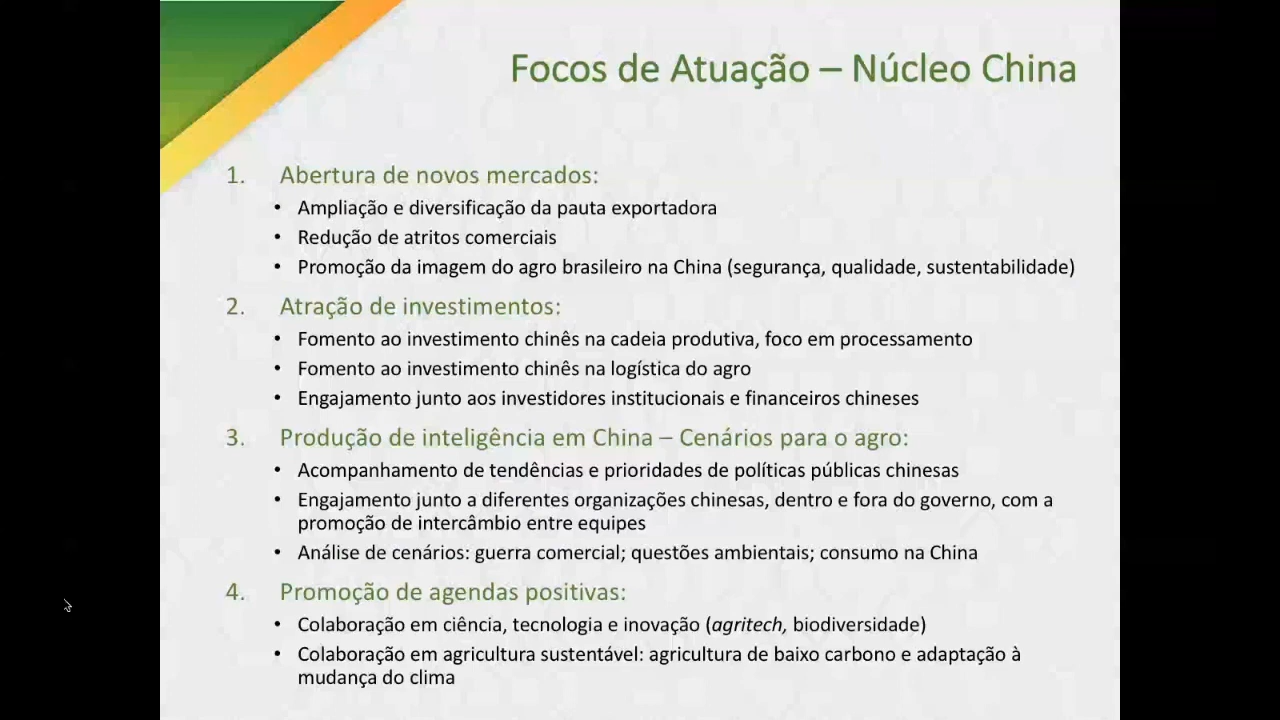 Focos de Atuação – Núcleo China
1. Abertura de novos mercados:
• Ampliação e diversificação da pauta exportadora
• Redução de atritos comerciais
• Promoção da imagem do agro brasileiro na China (segurança, qualidade, sustentabilidade)
2. Atração de investimentos:
• Fomento ao investimento chinês na cadeia produtiva, foco em processamento
• Fomento ao investimento chinês na logística do agro
• Engajamento junto aos investidores institucionais e financeiros chineses
3. Produção de inteligência em China – Cenários para o agro:
• Acompanhamento de tendências e prioridades de políticas públicas chinesas
• Engajamento junto a diferentes organizações chinesas, dentro e fora do governo, com a
promoção de intercâmbio entre equipes
• Análise de cenários: guerra comercial; questões ambientais; consumo na China
4. Promoção de agendas positivas:
• Colaboração em ciência, tecnologia e inovação (agritech, biodiversidade)
• Colaboração em agricultura sustentável: agricultura de baixo carbono e adaptação à
mudança do clima